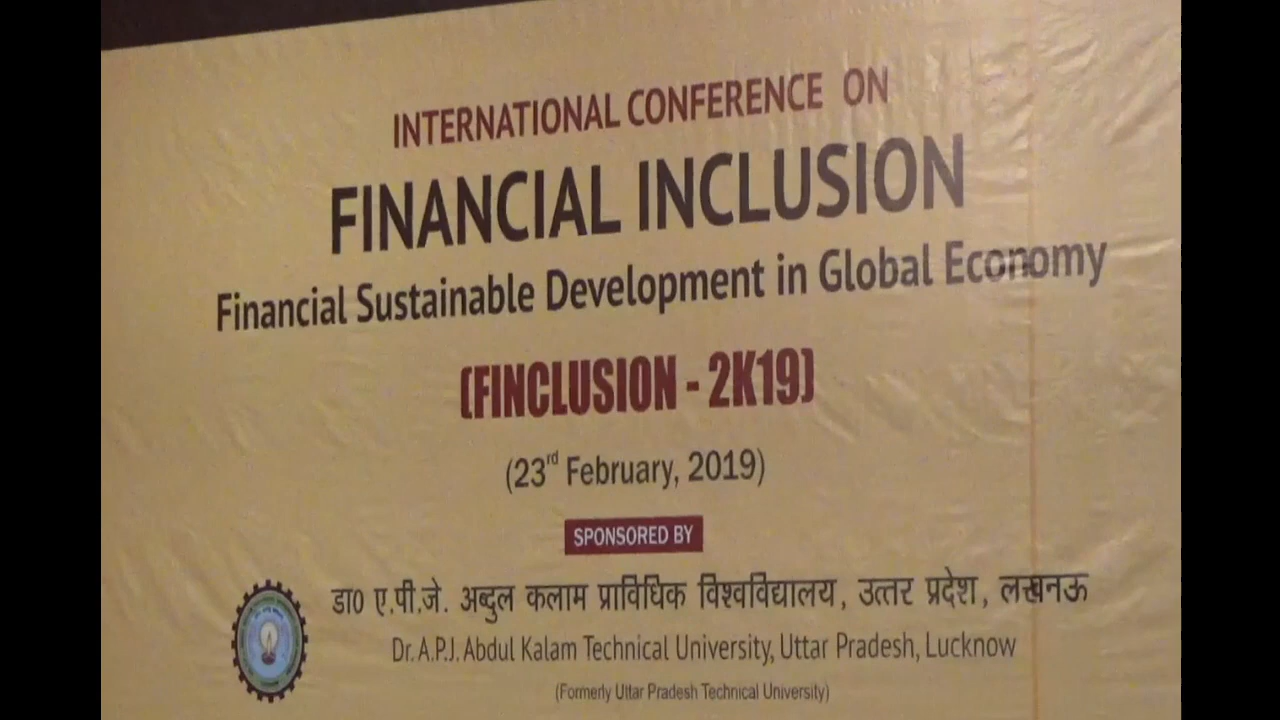 INTERNATIONAL CONFERENCE ON
FINANCIAL INCLUSION
Financial Sustainable Development in Global Economy
(FINCLUSION - 2K19)
(23rd February, 2019)
SPONSORED BY
डा0 ए.पी.जे. अब्दुल कलाम प्राविधिक विश्वविद्यालय, उत्तर प्रदेश, लखनऊ
Dr. A.P.J. Abdul Kalam Technical University, Uttar Pradesh, Lucknow
(Formerly Uttar Pradesh Technical University)